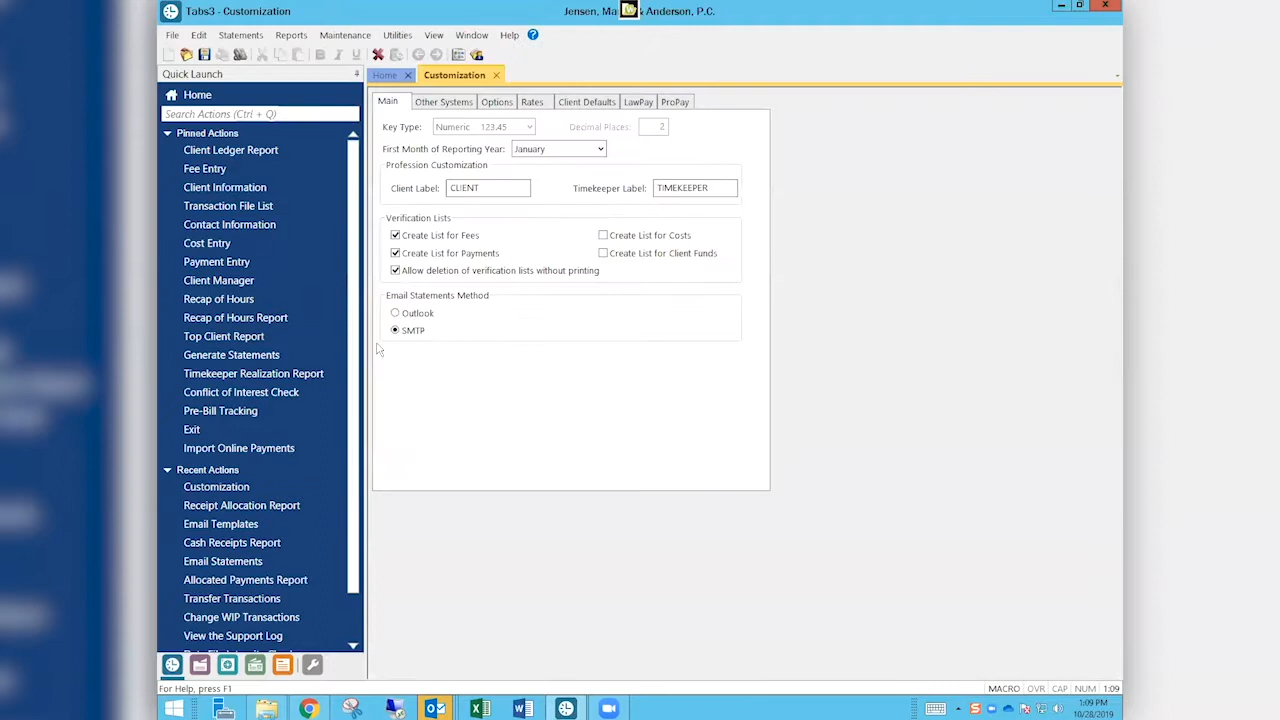 Tabs3 - Customization
Jensen, Ma & Anderson, P.C.
File Edit Statements Reports Maintenance Utilities View Window Help
Quick Launch
Home
Customization
Home
Search Actions (Ctrl + Q)
Pinned Actions
Client Ledger Report
Fee Entry
Client Information
Transaction File List
Contact Information
Cost Entry
Payment Entry
Client Manager
Recap of Hours
Recap of Hours Report
Top Client Report
Generate Statements
Timekeeper Realization Report
Conflict of Interest Check
Pre-Bill Tracking
Exit
Import Online Payments
Recent Actions
Customization
Receipt Allocation Report
Email Templates
Cash Receipts Report
Email Statements
Allocated Payments Report
Transfer Transactions
Change WIP Transactions
View the Support Log
Main Other Systems Options Rates Client Defaults LawPay ProPay
Key Type: Numeric 123.45 Decimal Places: 2
First Month of Reporting Year: January
Profession Customization
Client Label: CLIENT Timekeeper Label: TIMEKEEPER
Verification Lists
Create List for Fees Create List for Costs
Create List for Payments Create List for Client Funds
Allow deletion of verification lists without printing
Email Statements Method
Outlook
SMTP
For Help, press F1
MACRO OVR CAP NUM 1:09
1:09 PM
10/28/2019